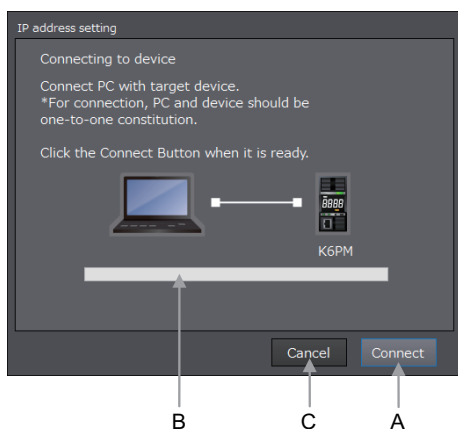 IP address setting
Connecting to device
Connect PC with target device.
*For connection, PC and device should be
one-to-one constitution.
Click the Connect Button when it is ready.
8888
K6PM
Cancel Connect
B C A